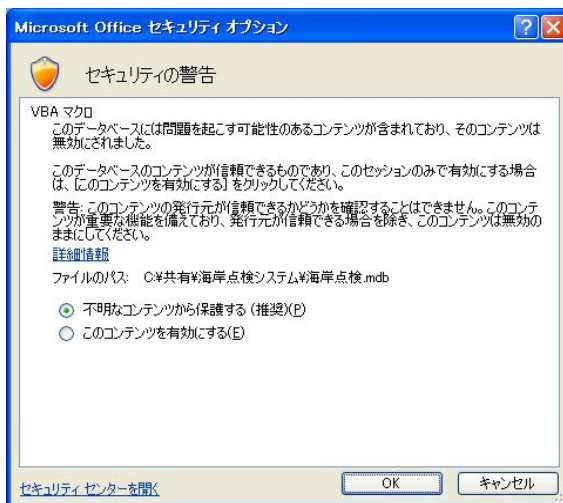 Microsoft Office セキュリティ オプション
セキュリティの警告
VBA マクロ
このデータベースには問題を起こす可能性のあるコンテンツが含まれており、そのコンテンツは
無効にされました。
このデータベースのコンテンツが信頼できるものであり、このセッションのみで有効にする場合
は、[このコンテンツを有効にする] をクリックしてください。
警告: このコンテンツの発行元が信頼できるかどうかを確認することはできません。このコンテ
ンツが重要な機能を備えており、発行元が信頼できる場合を除き、このコンテンツは無効の
ままにしてください。
詳細情報
ファイルのパス: C:¥共有¥海岸点検システム¥海岸点検.mdb
不明なコンテンツから保護する (推奨)(P)
このコンテンツを有効にする(E)
セキュリティ センターを開く
OK
キャンセル